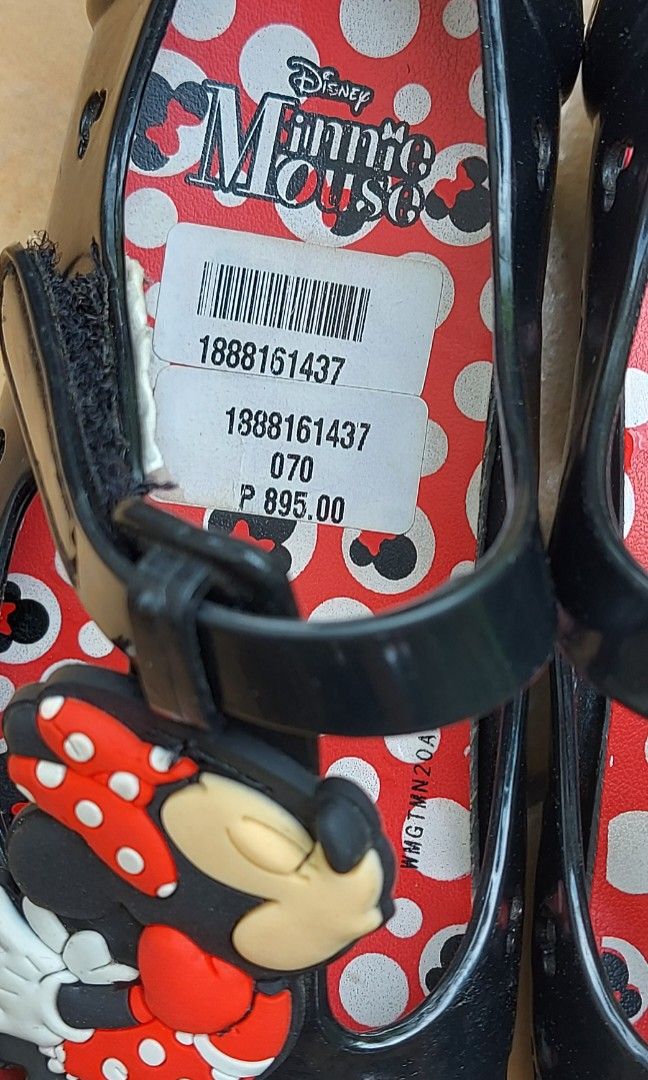 Disney
Minnie
Mouse
1888161437
1888161437
070
P 895.00
WMGTMN20A